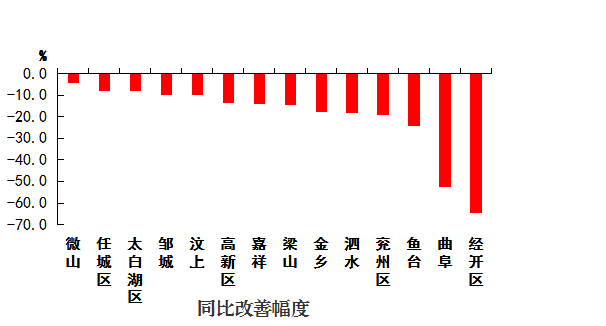 %
0.0
-10.0
-20.0
-30.0
-40.0
-50.0
-60.0
-70.0
微山
任城区
太白湖区
邹城
汶上
高新区
嘉祥
梁山
金乡
泗水
兖州区
鱼台
曲阜
经开区
同比改善幅度